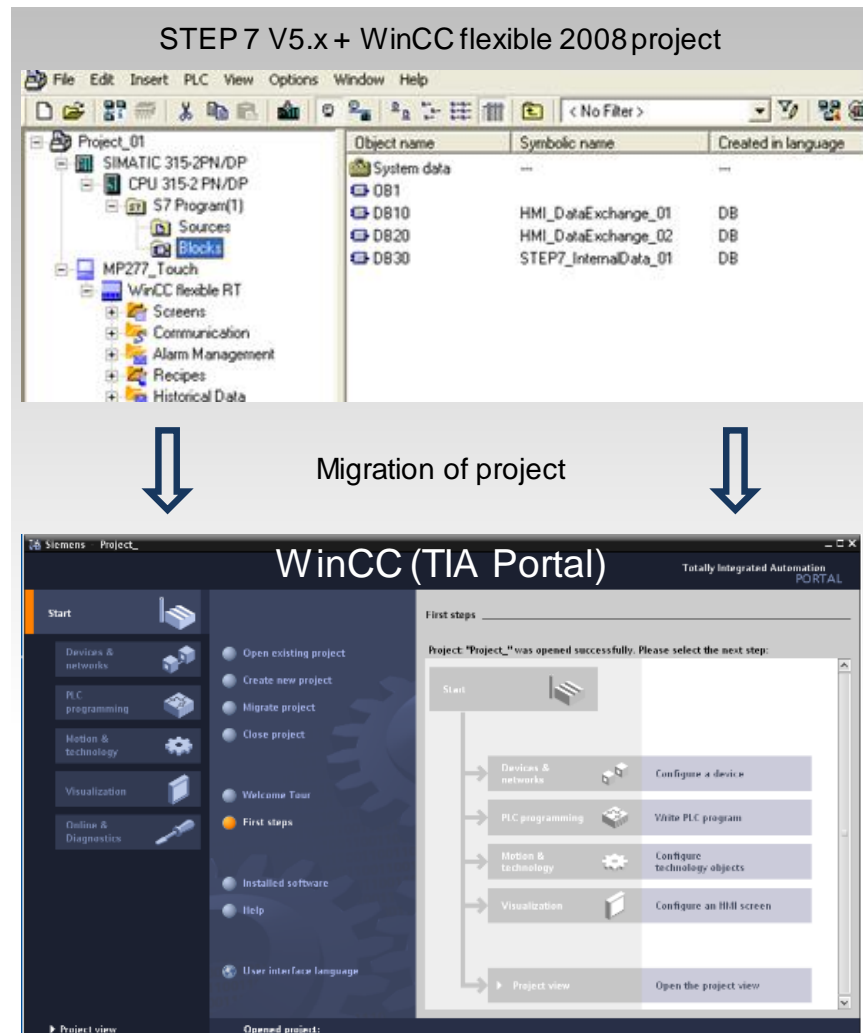 STEP 7 V5.x + WinCC flexible 2008 project
File Edit Insert PLC View Options Window Help
< No Filter >
Project_01
SIMATIC 315-2PN/DP
CPU 315-2 PN/DP
S7 Program(1)
Sources
Blocks
MP277_Touch
WinCC flexible RT
Screens
Communication
Alarm Management
Recipes
Historical Data
Object name Symbolic name Created in language
System data --- ---
OB1
DB10 HMI_DataExchange_01 DB
DB20 HMI_DataExchange_02 DB
DB30 STEP7_InternalData_01 DB
Migration of project
Siemens - Project_
WinCC (TIA Portal)
Totally Integrated Automation
PORTAL
Start
Devices &
networks
PLC
programming
Motion &
technology
Visualization
Online &
Diagnostics
Open existing project
Create new project
Migrate project
Close project
Welcome Tour
First steps
Installed software
Help
User interface language
First steps
Project: "Project_" was opened successfully. Please select the next step:
Start
Devices &
networks
Configure a device
PLC programming
Write PLC program
Motion &
technology
Configure
technology objects
Visualization
Configure an HMI screen
Project view
Open the project view
Project view
Opened project: